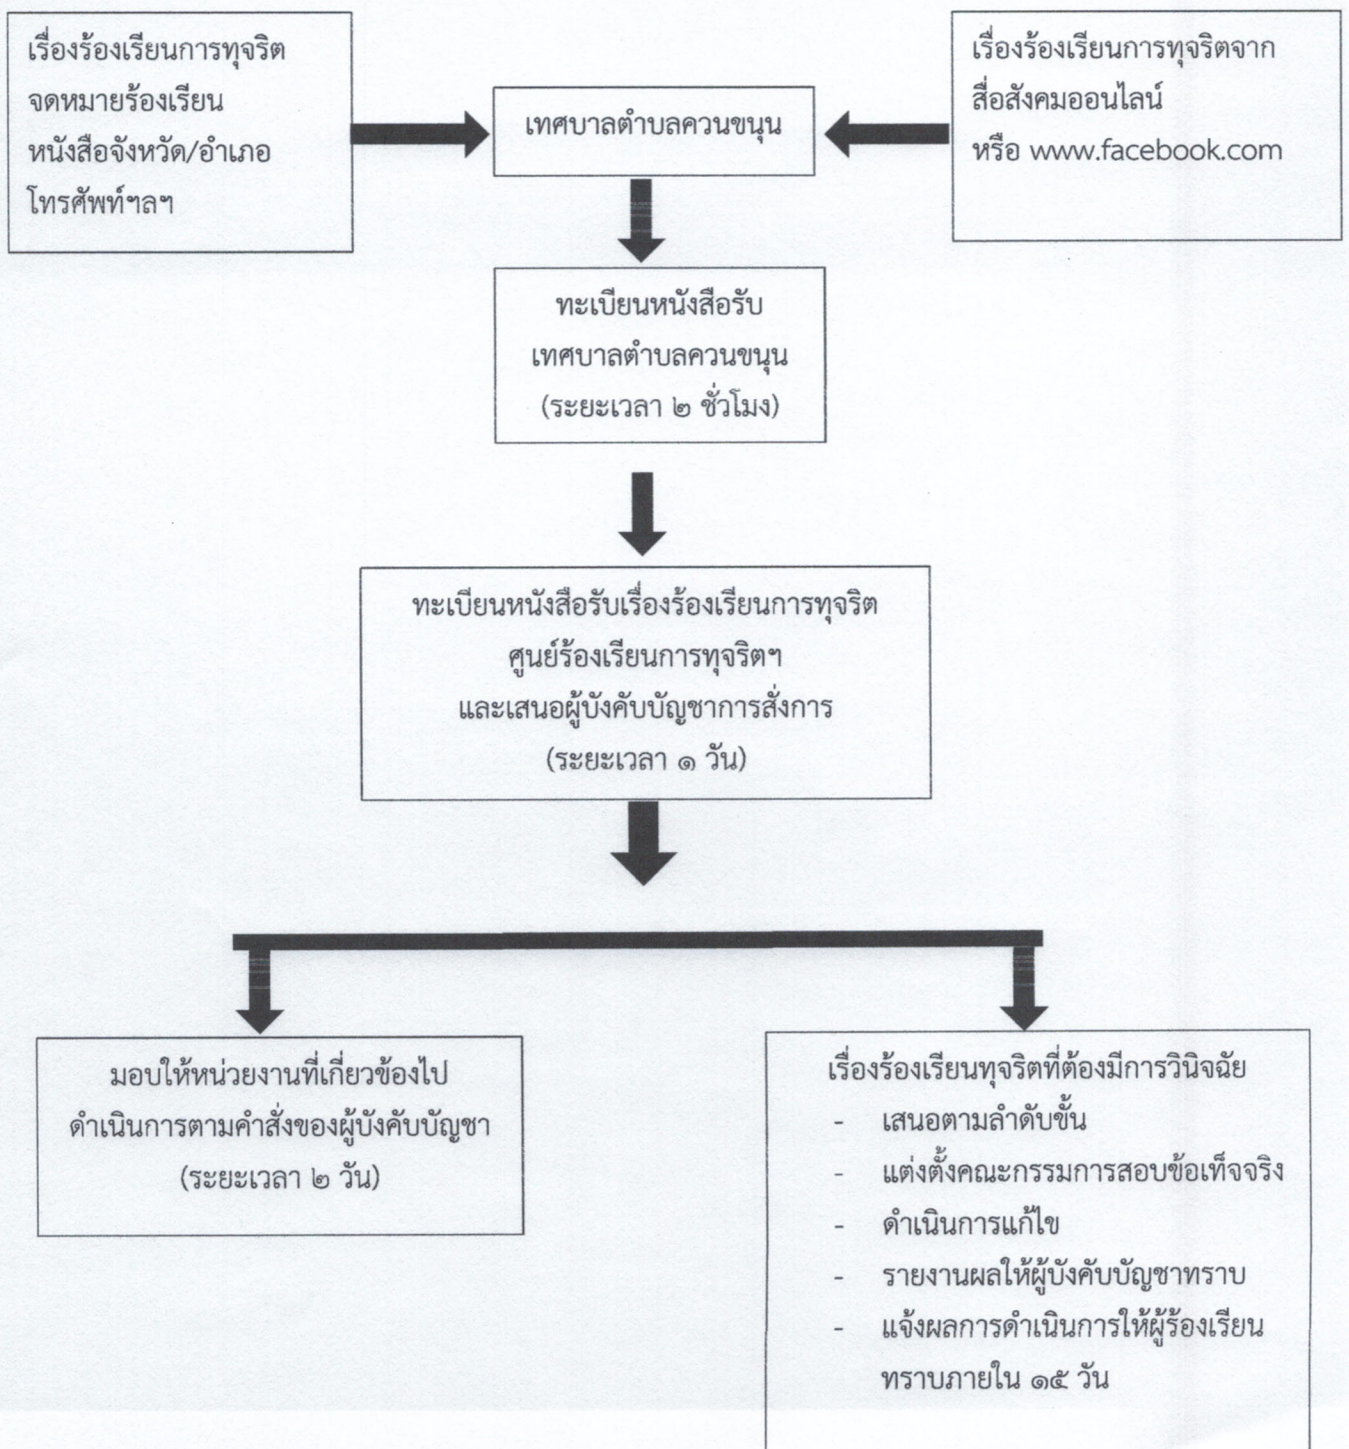 เรื่องร้องเรียนการทุจริต
จดหมายร้องเรียน
หนังสือจังหวัด/อำเภอ
โทรศัพท์ฯลฯ
เทศบาลตำบลควนขนุน
เรื่องร้องเรียนการทุจริตจาก
สื่อสังคมออนไลน์
หรือ www.facebook.com
ทะเบียนหนังสือรับ
เทศบาลตำบลควนขนุน
(ระยะเวลา ๒ ชั่วโมง)
ทะเบียนหนังสือรับเรื่องร้องเรียนการทุจริต
ศูนย์ร้องเรียนการทุจริตฯ
และเสนอผู้บังคับบัญชาการสั่งการ
(ระยะเวลา ๑ วัน)
มอบให้หน่วยงานที่เกี่ยวข้องไป
ดำเนินการตามคำสั่งของผู้บังคับบัญชา
(ระยะเวลา ๒ วัน)
เรื่องร้องเรียนทุจริตที่ต้องมีการวินิจฉัย
- เสนอตามลำดับขั้น
- แต่งตั้งคณะกรรมการสอบข้อเท็จจริง
- ดำเนินการแก้ไข
- รายงานผลให้ผู้บังคับบัญชาทราบ
- แจ้งผลการดำเนินการให้ผู้ร้องเรียน
ทราบภายใน ๑๕ วัน